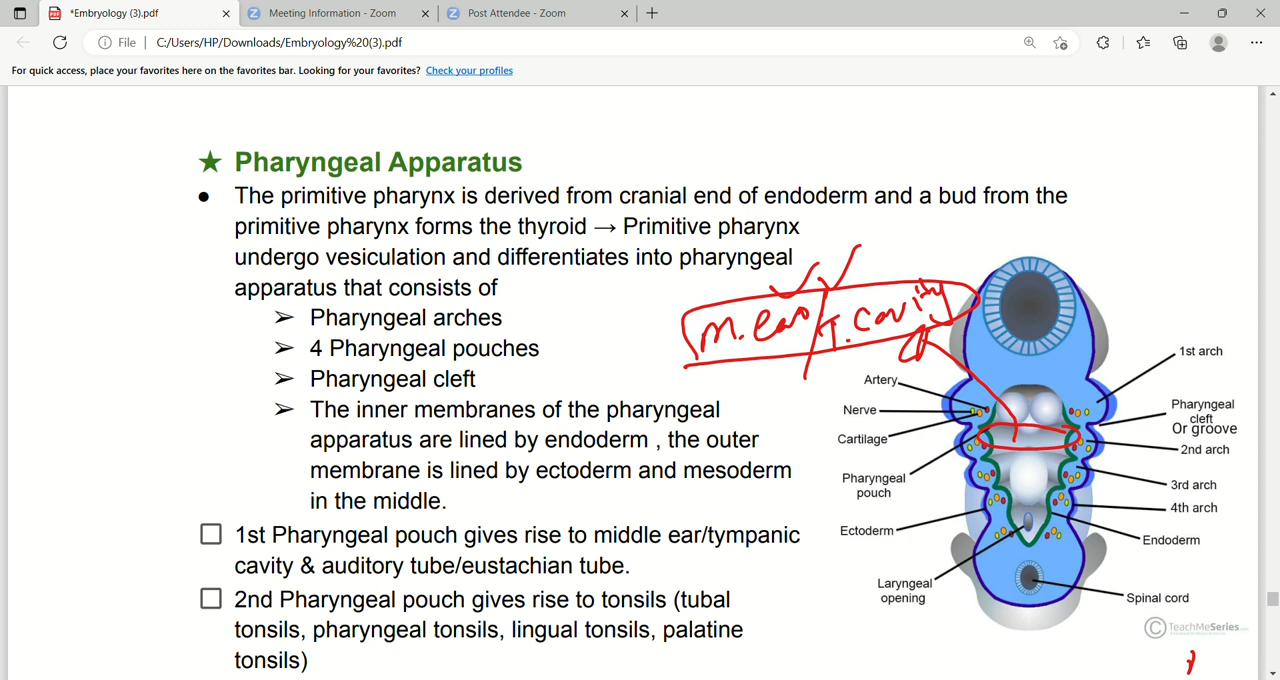 *Embryology (3).pdf
Meeting Information - Zoom
Post Attendee - Zoom
File
C:/Users/HP/Downloads/Embryology%20(3).pdf
For quick access, place your favorites here on the favorites bar. Looking for your favorites? Check your profiles
★ Pharyngeal Apparatus
● The primitive pharynx is derived from cranial end of endoderm and a bud from the
primitive pharynx forms the thyroid → Primitive pharynx
undergo vesiculation and differentiates into pharyngeal
apparatus that consists of
➢ Pharyngeal arches
➢ 4 Pharyngeal pouches
➢ Pharyngeal cleft
➢ The inner membranes of the pharyngeal
apparatus are lined by endoderm , the outer
membrane is lined by ectoderm and mesoderm
in the middle.
☐ 1st Pharyngeal pouch gives rise to middle ear/tympanic
cavity & auditory tube/eustachian tube.
☐ 2nd Pharyngeal pouch gives rise to tonsils (tubal
tonsils, pharyngeal tonsils, lingual tonsils, palatine
tonsils)
M. ear/T. cavity
Artery
Nerve
Cartilage
Pharyngeal
pouch
Ectoderm
Laryngeal
opening
1st arch
Pharyngeal
cleft
Or groove
2nd arch
3rd arch
4th arch
Endoderm
Spinal cord
© TeachMeSeries